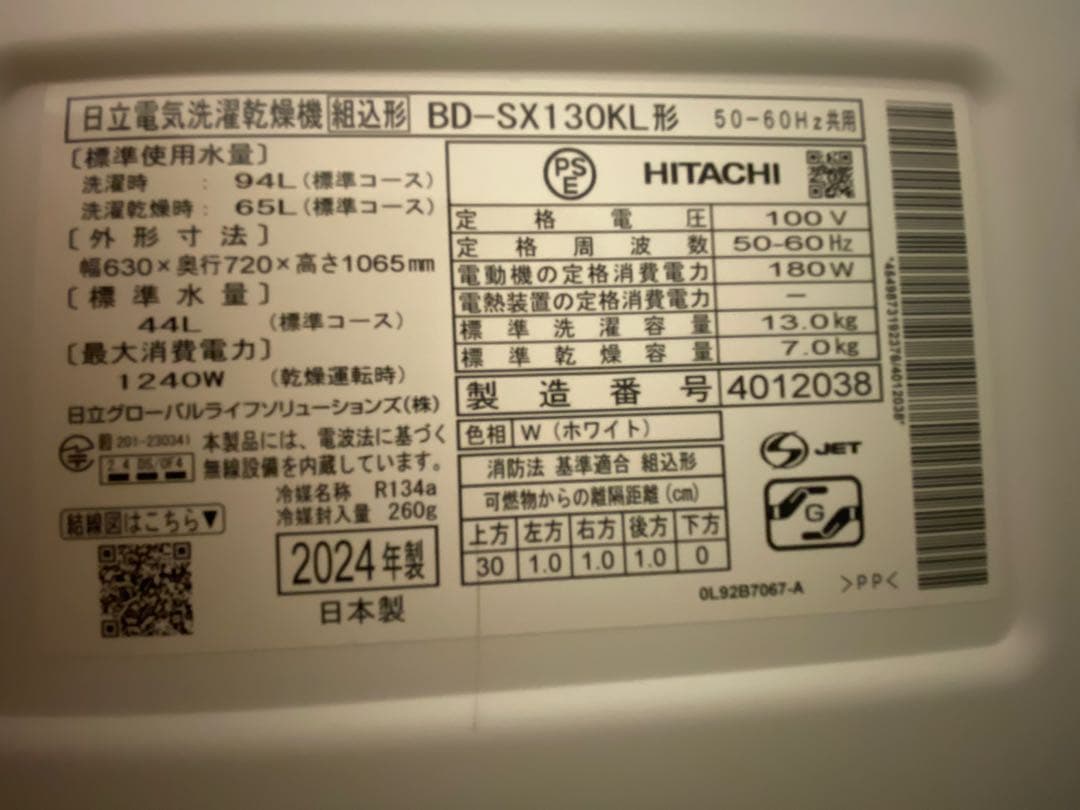 日立電気洗濯乾燥機 組込形 BD-SX130KL形 50-60Hz共用
〔標準使用水量〕
洗濯時 : 94L(標準コース)
洗濯乾燥時: 65L(標準コース)
〔外形寸法〕
幅630×奥行720×高さ1065mm
〔標準水量〕
44L (標準コース)
〔最大消費電力〕
1240W (乾燥運転時)
日立グローバルライフソリューションズ(株)
201-230341
2.4 DS/OF4
本製品には、電波法に基づく
無線設備を内蔵しています。
冷媒名称 R134a
冷媒封入量 260g
結線図はこちら▼
2024年製
日本製
PSE HITACHI
定格電圧 100V
定格周波数 50-60Hz
電動機の定格消費電力 180W
電熱装置の定格消費電力 −
標準洗濯容量 13.0kg
標準乾燥容量 7.0kg
製造番号 4012038
色相 W(ホワイト)
消防法 基準適合 組込形
可燃物からの離隔距離(cm)
上方 左方 右方 後方 下方
30 1.0 1.0 1.0 0
S JET
G
0L92B7067-A >PP<